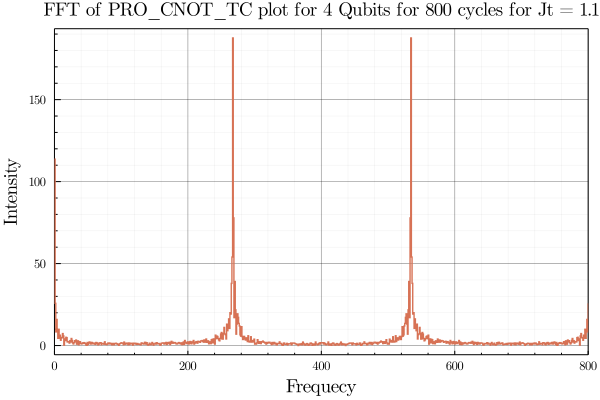 FFT of PRO_CNOT_TC plot for 4 Qubits for 800 cycles for Jt = 1.1
Intensity
150
100
50
0
0 200 400 600 800
Frequecy